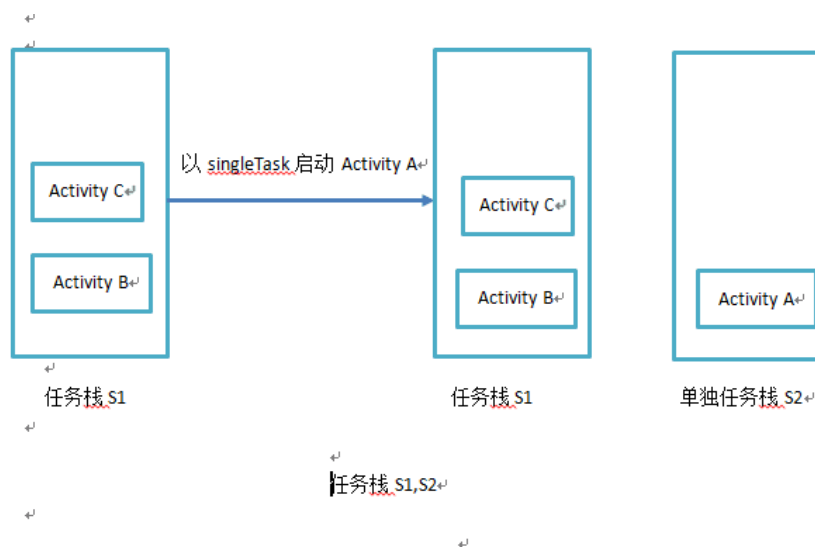 以 singleTask 启动 Activity A
Activity C
Activity B
任务栈 S1
Activity C
Activity B
任务栈 S1
Activity A
单独任务栈 S2
任务栈 S1,S2